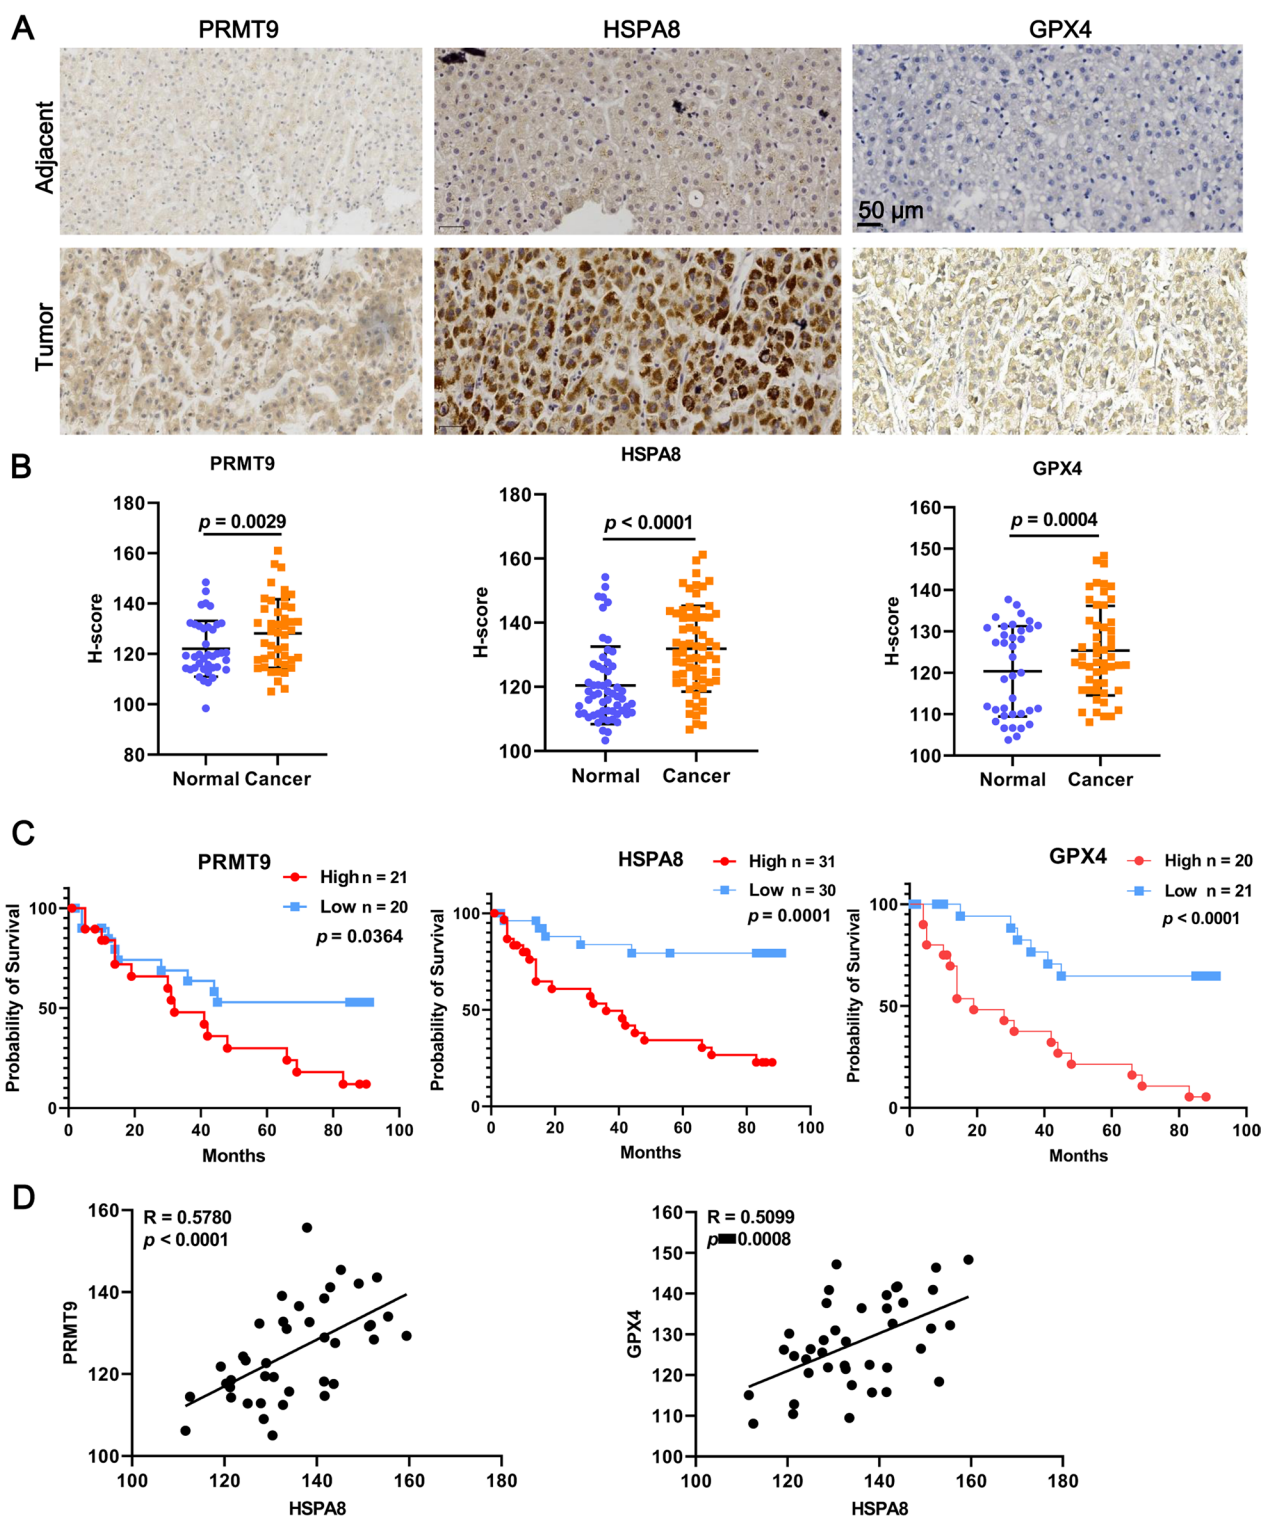 A
PRMT9
HSPA8
GPX4
Adjacent
50 µm
Tumor
B
PRMT9
HSPA8
GPX4
180
160
140
120
100
80
H-score
p = 0.0029
Normal Cancer
180
160
140
120
100
H-score
p < 0.0001
Normal
Cancer
160
150
140
130
120
110
100
H-score
p = 0.0004
Normal
Cancer
C
PRMT9
High n = 21
Low n = 20
p = 0.0364
Probability of Survival
100
50
0
0 20 40 60 80 100
Months
HSPA8
High n = 31
Low n = 30
p = 0.0001
Probability of Survival
100
50
0
0 20 40 60 80 100
Months
GPX4
High n = 20
Low n = 21
p < 0.0001
Probability of Survival
100
50
0
0 20 40 60 80 100
Months
D
R = 0.5780
p < 0.0001
PRMT9
160
140
120
100
100 120 140 160 180
HSPA8
R = 0.5099
p 0.0008
GPX4
160
150
140
130
120
110
100
100 120 140 160 180
HSPA8